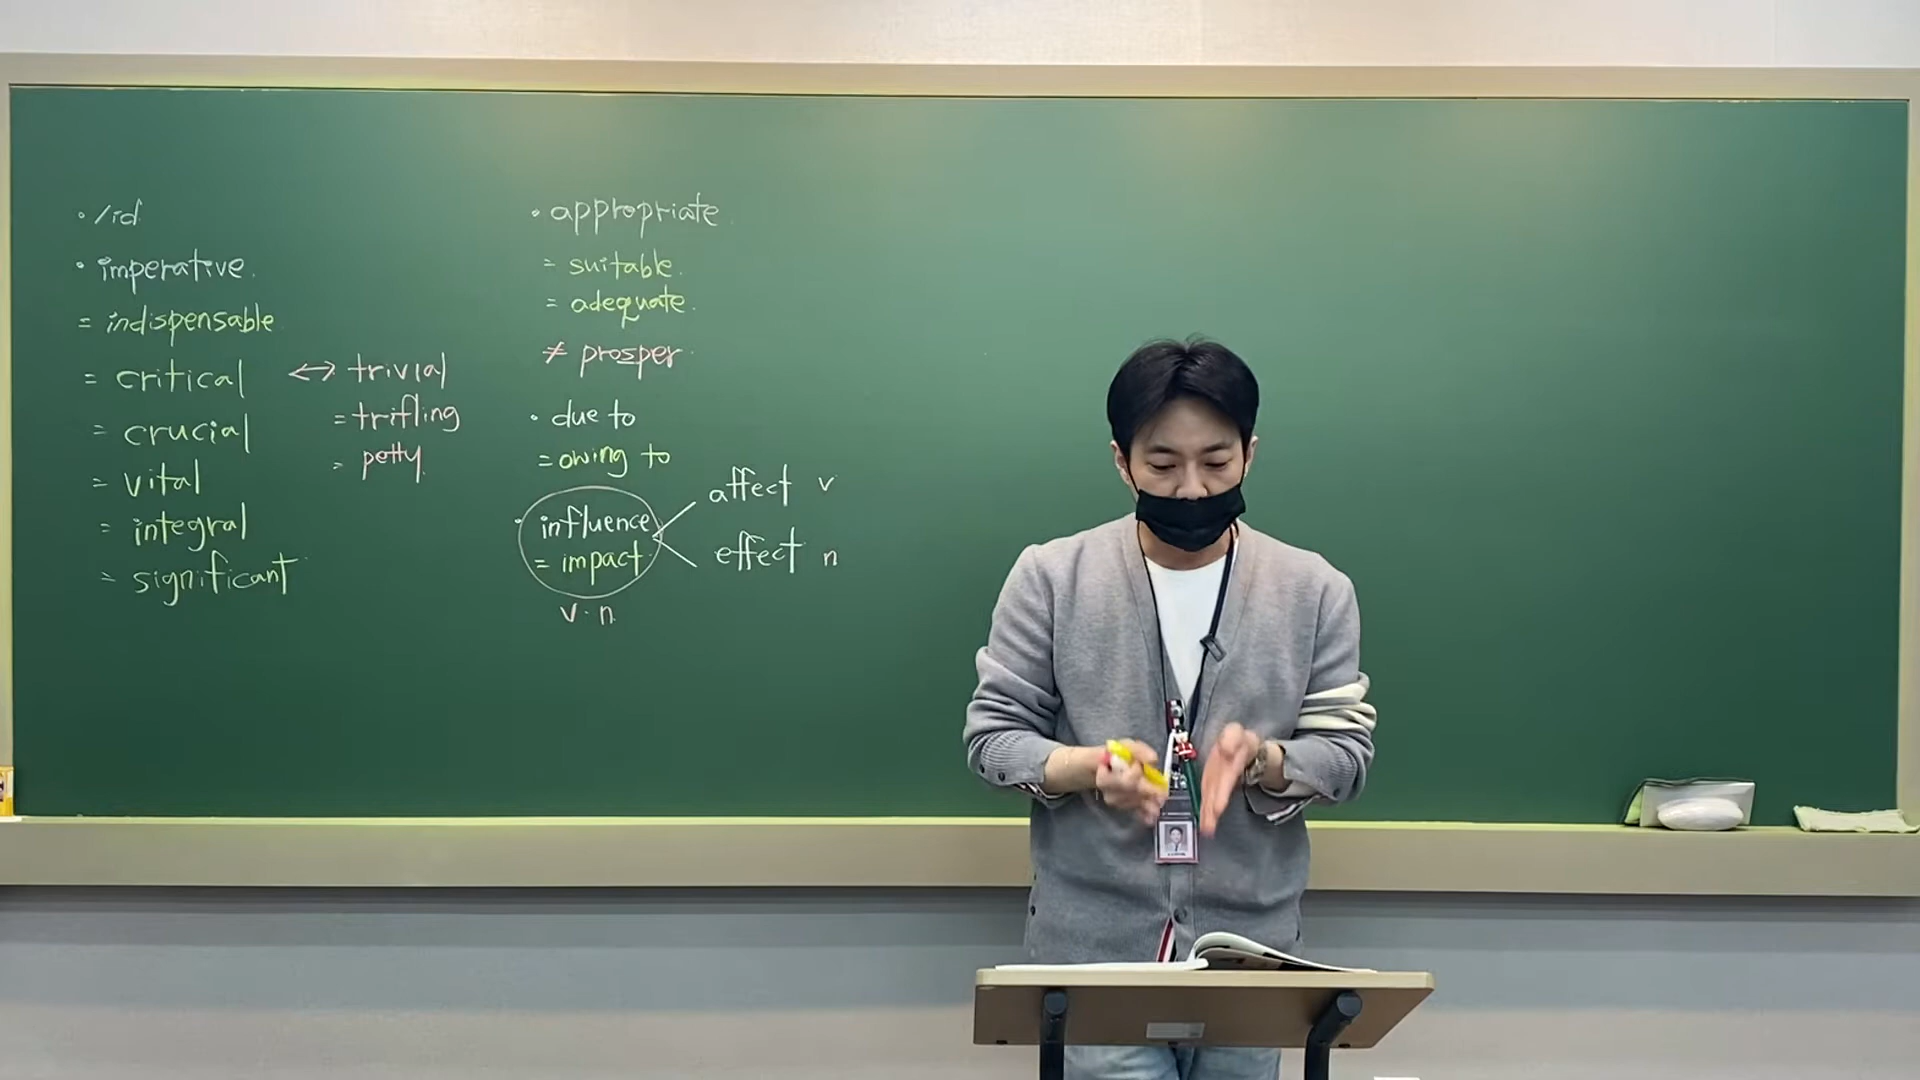 · /id
· imperative.
= indispensable
= critical ↔ trivial
= trifling
= petty.
= crucial
= vital
= integral
= significant
· appropriate.
= suitable.
= adequate.
≠ prosper.
· due to
= owing to
· influence
= impact.
v · n.
affect v
effect n